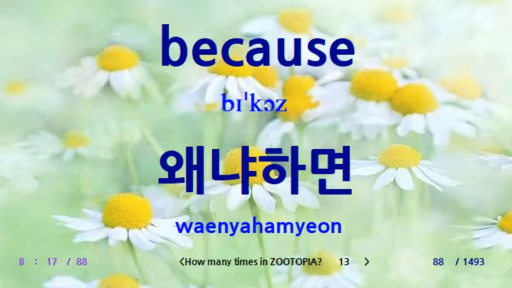 because
bɪˈkɔz
왜냐하면
waenyahamyeon
B : 17 / 88 <How many times in ZOOTOPIA? 13 > 88 / 1493